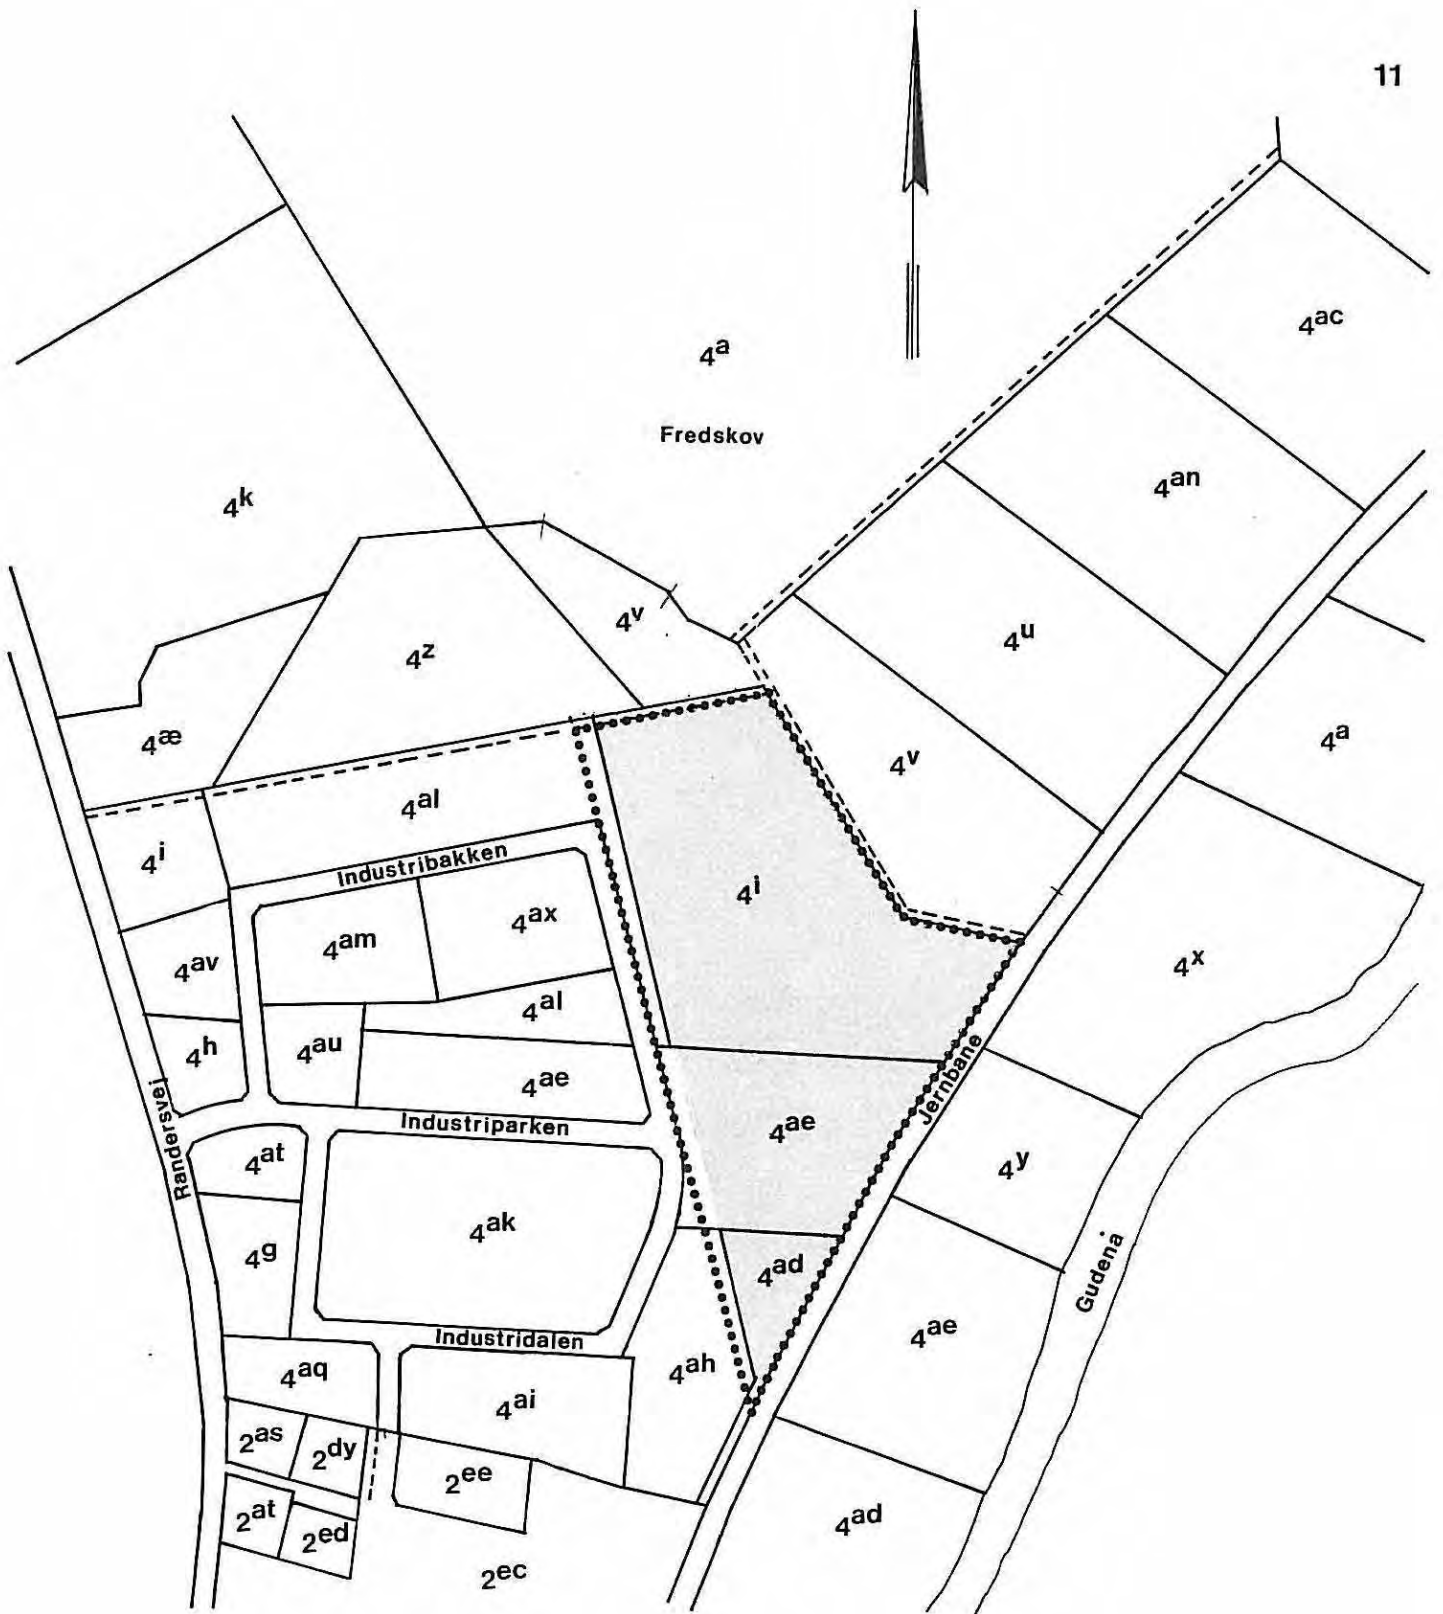 11
4ac
4a
Fredskov
4an
4k
4v
4u
4z
4a
4æ
4v
4al
4i
Industribakken
4i
4ax
4am
4av
4x
4al
4h
4au
4ae
Jernbane
Randersvej
Industriparken
4ae
4at
4y
4ak
4g
4ad
Gudenå
Industridalen
4ae
4aq
4ah
4ai
2as
2dy
2ee
2at
2ed
4ad
2ec